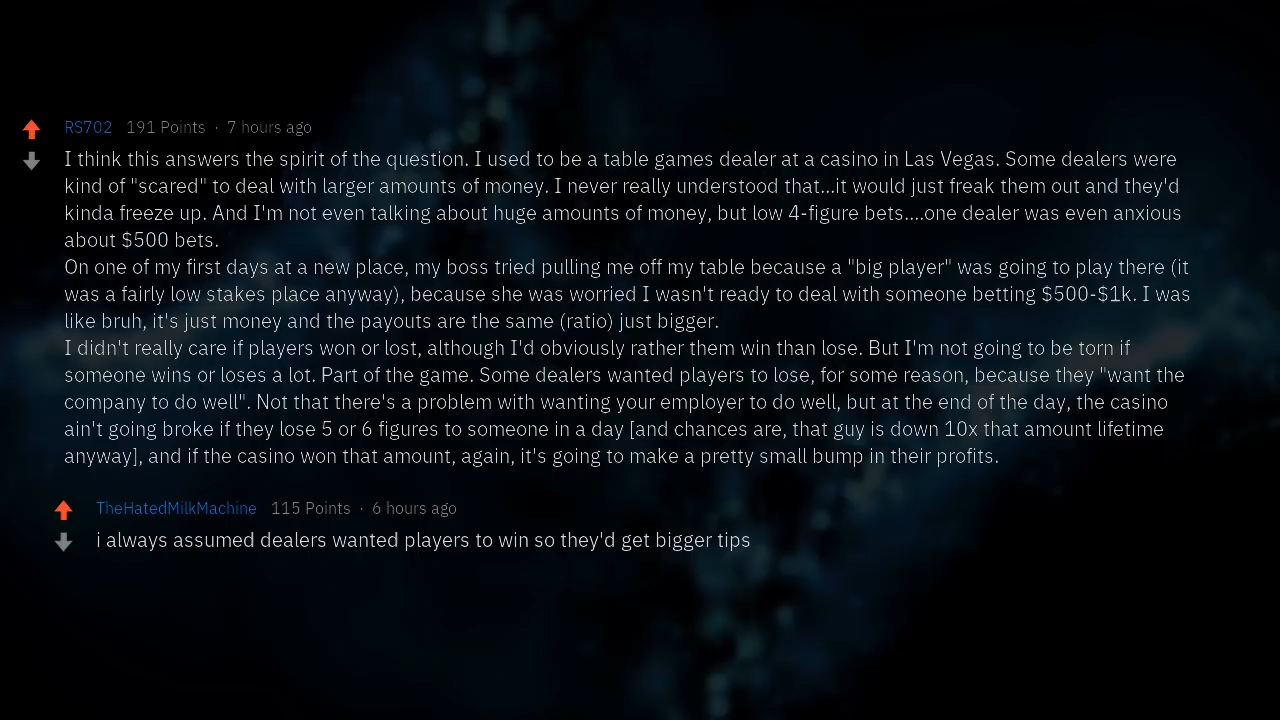 RS702 191 Points · 7 hours ago
I think this answers the spirit of the question. I used to be a table games dealer at a casino in Las Vegas. Some dealers were
kind of "scared" to deal with larger amounts of money. I never really understood that...it would just freak them out and they'd
kinda freeze up. And I'm not even talking about huge amounts of money, but low 4-figure bets....one dealer was even anxious
about $500 bets.
On one of my first days at a new place, my boss tried pulling me off my table because a "big player" was going to play there (it
was a fairly low stakes place anyway), because she was worried I wasn't ready to deal with someone betting $500-$1k. I was
like bruh, it's just money and the payouts are the same (ratio) just bigger.
I didn't really care if players won or lost, although I'd obviously rather them win than lose. But I'm not going to be torn if
someone wins or loses a lot. Part of the game. Some dealers wanted players to lose, for some reason, because they "want the
company to do well". Not that there's a problem with wanting your employer to do well, but at the end of the day, the casino
ain't going broke if they lose 5 or 6 figures to someone in a day [and chances are, that guy is down 10x that amount lifetime
anyway], and if the casino won that amount, again, it's going to make a pretty small bump in their profits.
TheHatedMilkMachine 115 Points · 6 hours ago
i always assumed dealers wanted players to win so they'd get bigger tips